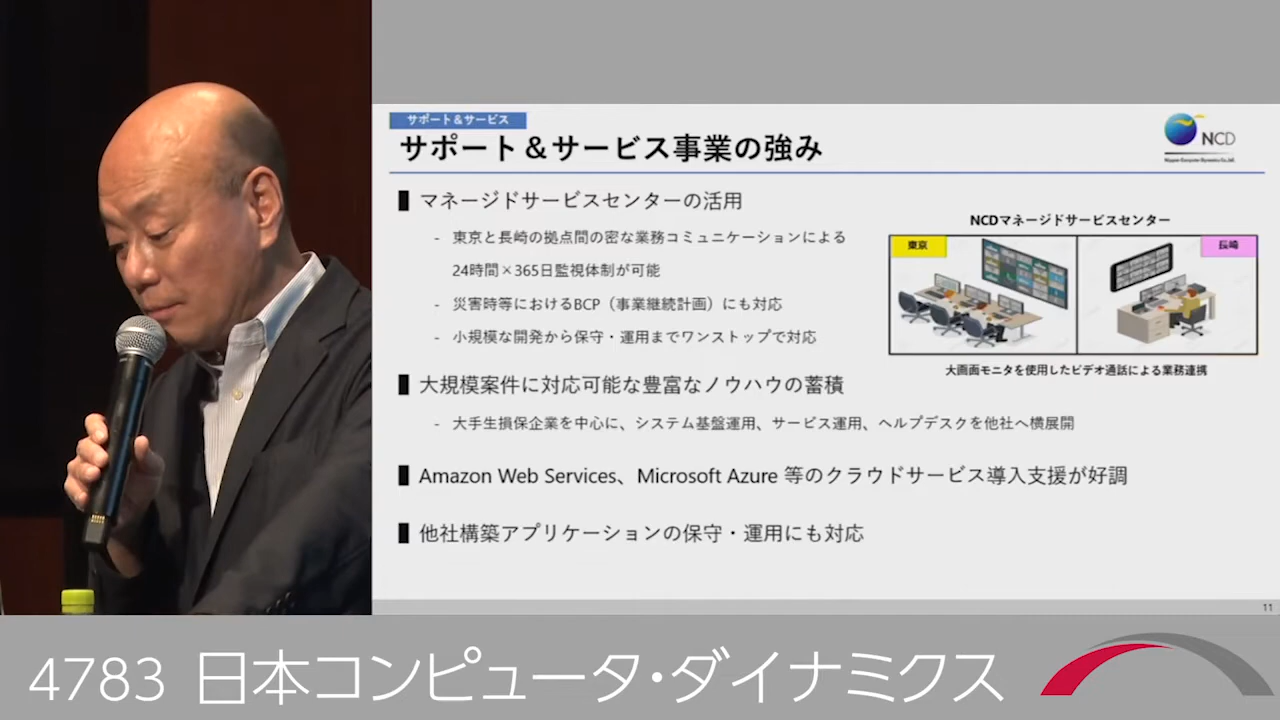 サポート＆サービス
サポート＆サービス事業の強み
NCD
Nippon Computer Dynamics Co.,Ltd.
マネージドサービスセンターの活用
- 東京と長崎の拠点間の密な業務コミュニケーションによる
24時間×365日監視体制が可能
- 災害時等におけるBCP（事業継続計画）にも対応
- 小規模な開発から保守・運用までワンストップで対応
NCDマネージドサービスセンター
東京
長崎
大画面モニタを使用したビデオ通話による業務連携
大規模案件に対応可能な豊富なノウハウの蓄積
- 大手生損保企業を中心に、システム基盤運用、サービス運用、ヘルプデスクを他社へ横展開
Amazon Web Services、Microsoft Azure 等のクラウドサービス導入支援が好調
他社構築アプリケーションの保守・運用にも対応
11
4783 日本コンピュータ・ダイナミクス